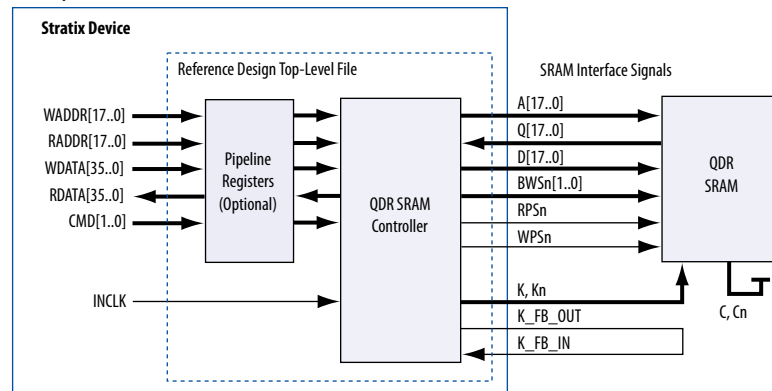 Stratix Device
Reference Design Top-Level File
SRAM Interface Signals
WADDR[17..0]
RADDR[17..0]
WDATA[35..0]
RDATA[35..0]
CMD[1..0]
INCLK
Pipeline
Registers
(Optional)
QDR SRAM
Controller
A[17..0]
Q[17..0]
D[17..0]
BWSn[1..0]
RPSn
WPSn
K, Kn
K_FB_OUT
K_FB_IN
QDR
SRAM
C, Cn